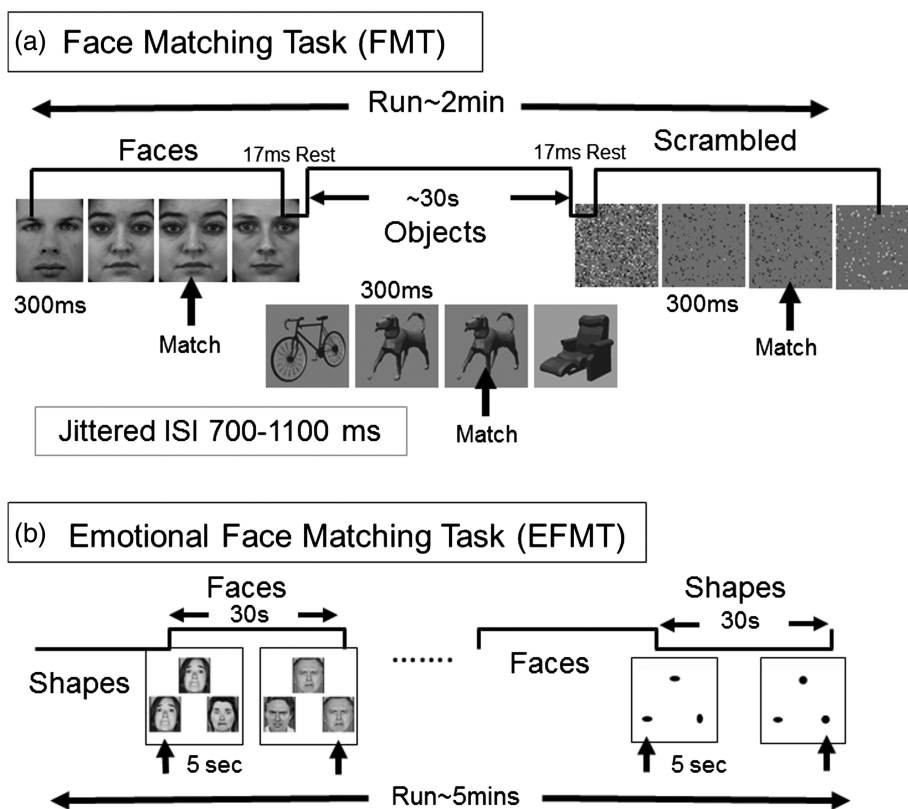 (a) Face Matching Task (FMT)
Run~2min
Faces
17ms Rest
17ms Rest
Scrambled
~30s
Objects
300ms
Match
300ms
300ms
Match
Match
Jittered ISI 700-1100 ms
(b) Emotional Face Matching Task (EFMT)
Faces
30s
Shapes
30s
Shapes
.......
Faces
5 sec
5 sec
Run~5mins